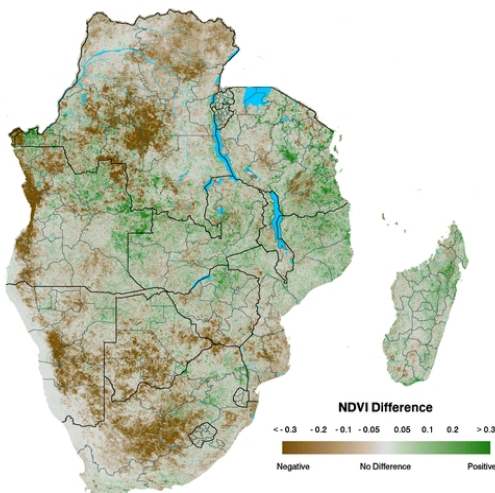 NDVI Difference
< - 0.3 - 0.2 - 0.1 - 0.05 0.05 0.1 0.2 > 0.3
Negative No Difference Positive